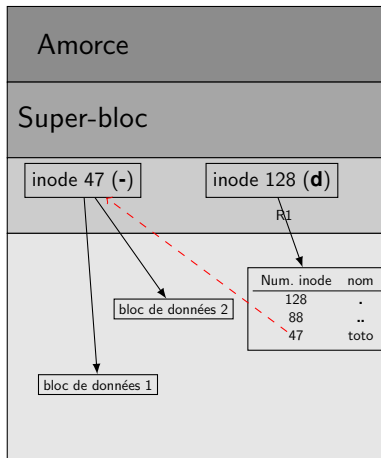 Amorce
Super-bloc
inode 47 (-)
inode 128 (d)
R1
Num. inode nom
128 .
88 ..
47 toto
bloc de données 2
bloc de données 1